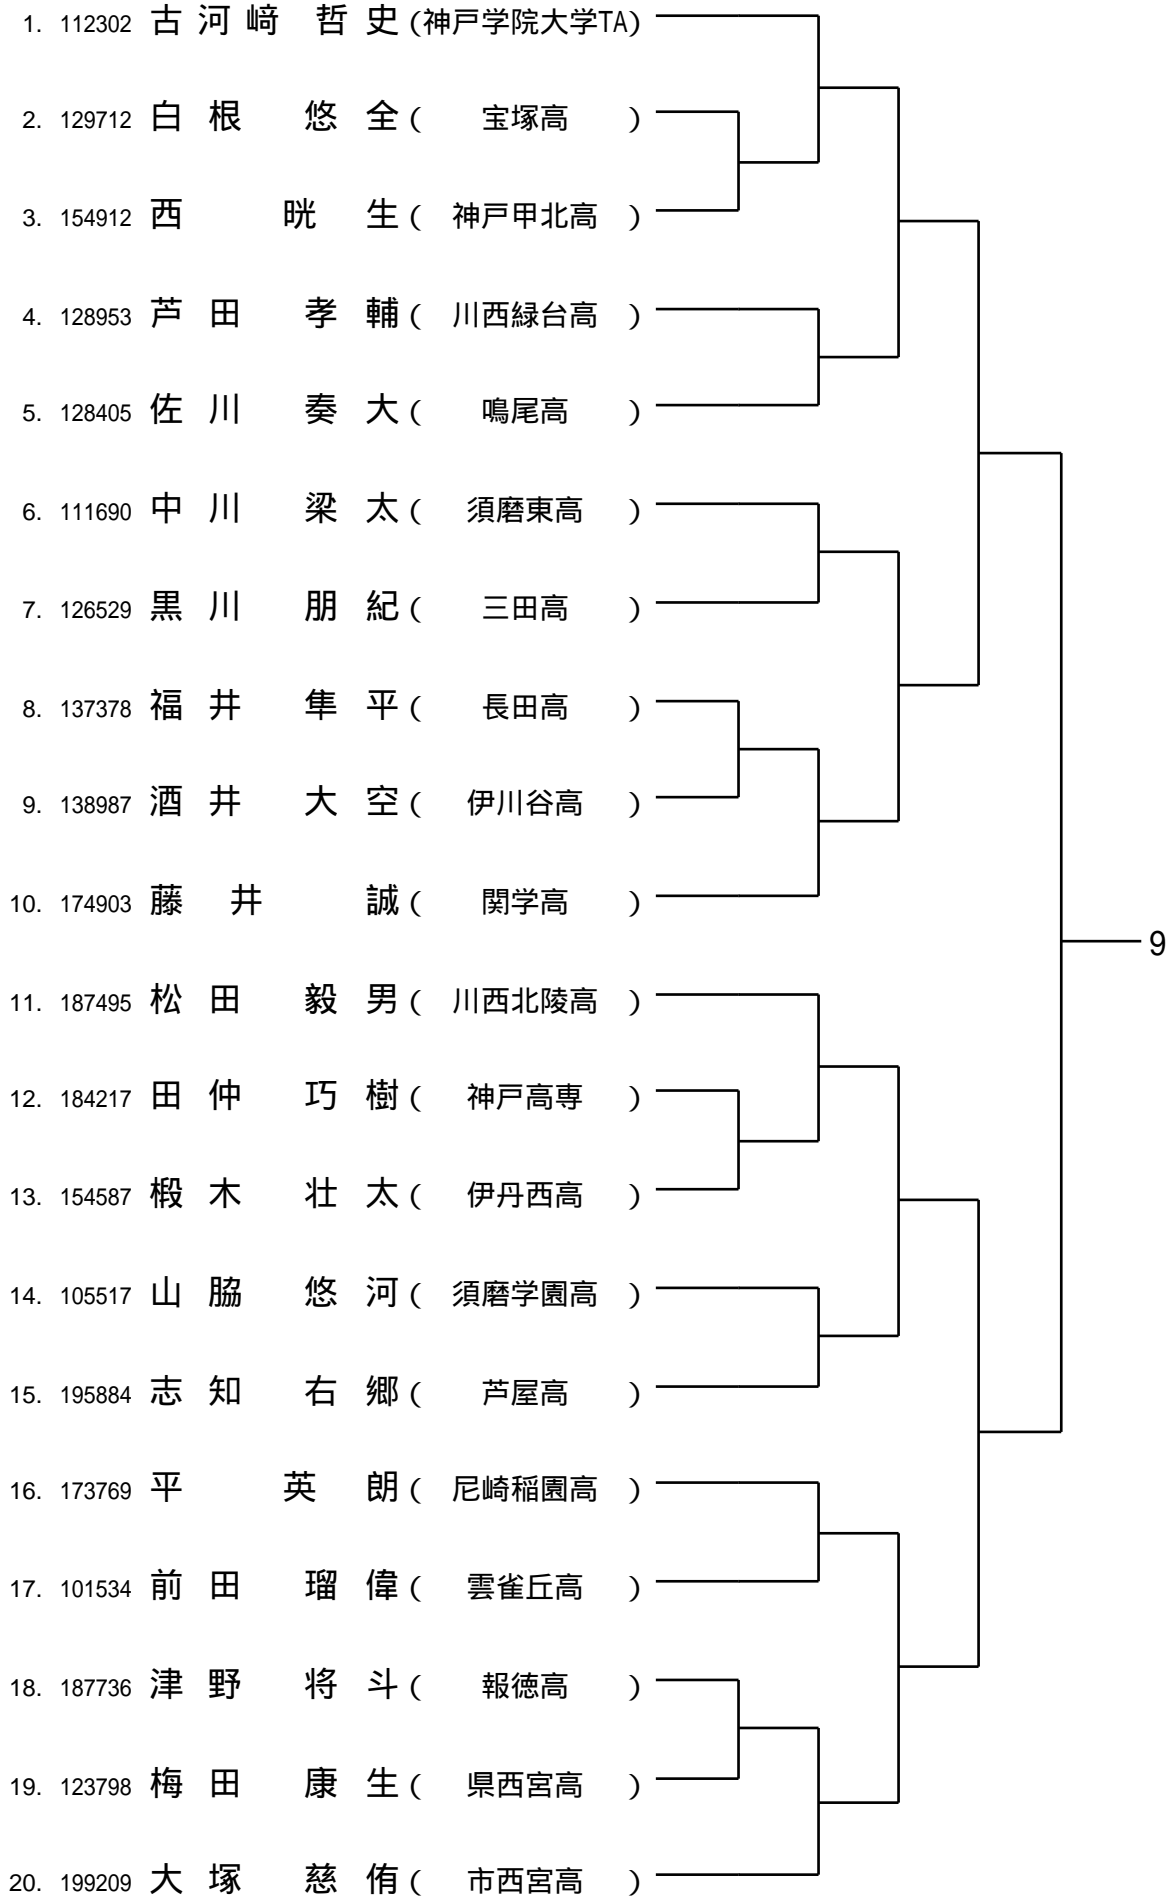 1. 112302 古河﨑 哲史 (神戸学院大学TA)
2. 129712 白根 悠全 ( 宝塚高 )
3. 154912 西 晄生 ( 神戸甲北高 )
4. 128953 芦田 孝輔 ( 川西緑台高 )
5. 128405 佐川 奏大 ( 鳴尾高 )
6. 111690 中川 梁太 ( 須磨東高 )
7. 126529 黒川 朋紀 ( 三田高 )
8. 137378 福井 隼平 ( 長田高 )
9. 138987 酒井 大空 ( 伊川谷高 )
10. 174903 藤井 誠 ( 関学高 )
9
11. 187495 松田 毅男 ( 川西北陵高 )
12. 184217 田仲 巧樹 ( 神戸高専 )
13. 154587 椴木 壮太 ( 伊丹西高 )
14. 105517 山脇 悠河 ( 須磨学園高 )
15. 195884 志知 右郷 ( 芦屋高 )
16. 173769 平 英朗 ( 尼崎稲園高 )
17. 101534 前田 瑠偉 ( 雲雀丘高 )
18. 187736 津野 将斗 ( 報徳高 )
19. 123798 梅田 康生 ( 県西宮高 )
20. 199209 大塚 慈侑 ( 市西宮高 )